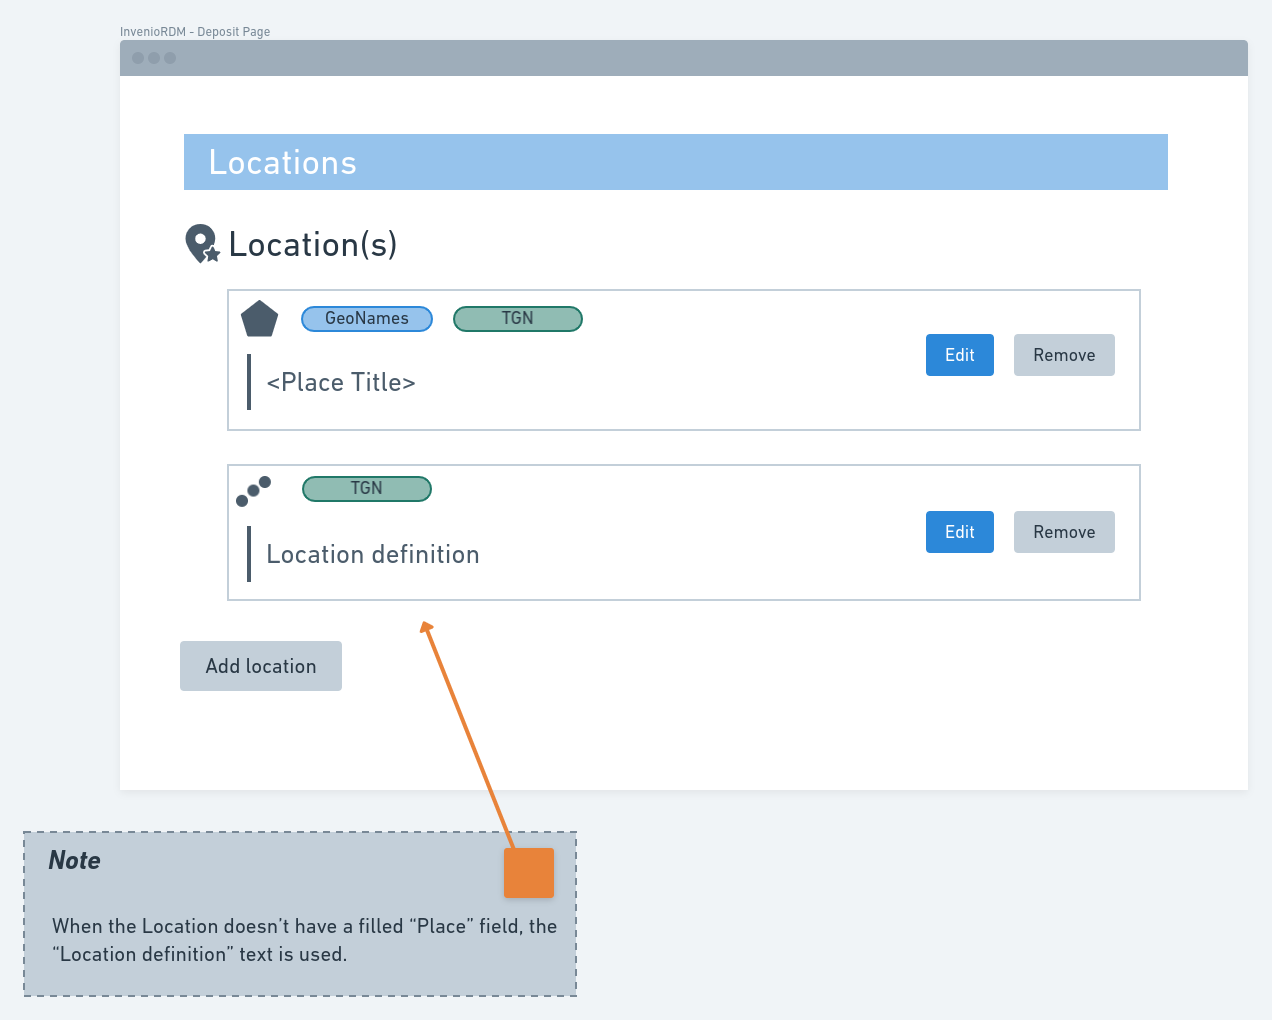 InvenioRDM - Deposit Page
Locations
Location(s)
GeoNames TGN
Edit Remove
<Place Title>
TGN
Edit Remove
Location definition
Add location
Note
When the Location doesn’t have a filled “Place” field, the
“Location definition” text is used.